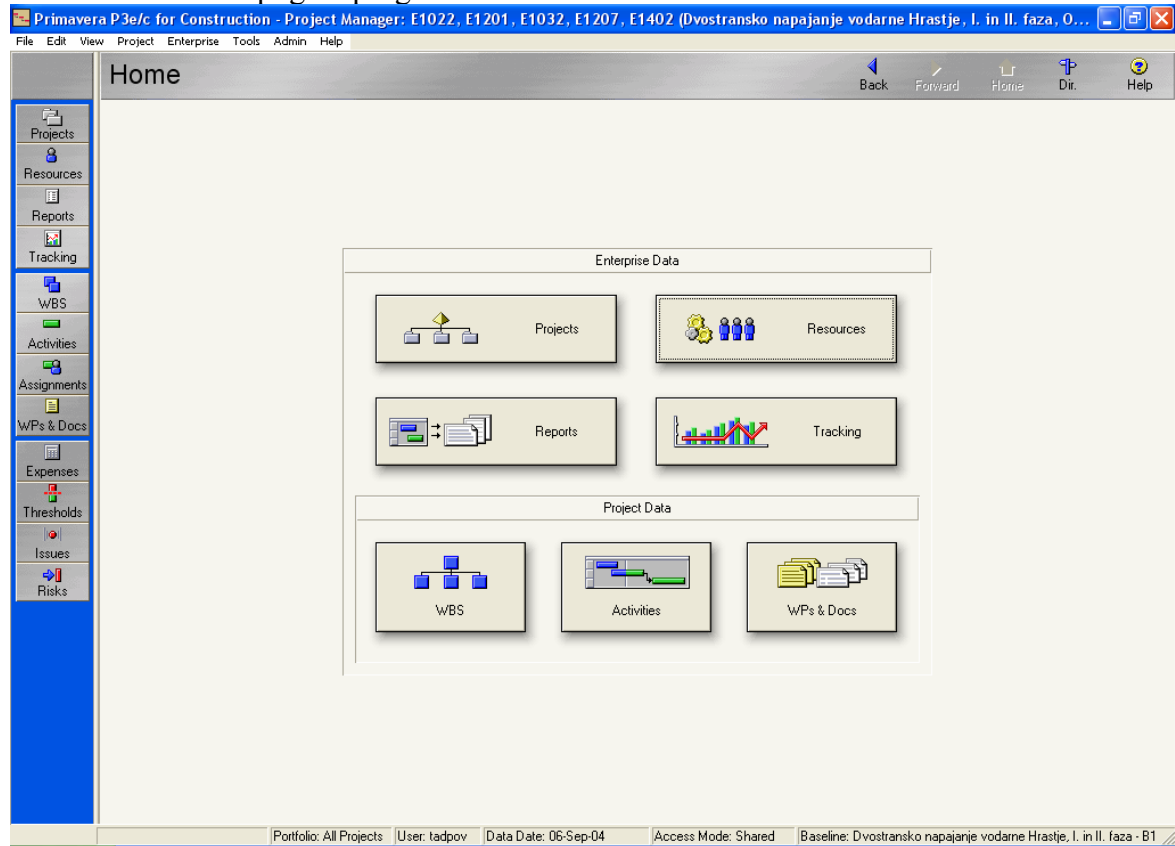 Primavera P3e/c for Construction - Project Manager: E1022, E1201, E1032, E1207, E1402 (Dvostransko napajanje vodarne Hrastje, I. in II. faza, O...
File Edit View Project Enterprise Tools Admin Help
Home
Back Forward Home Dir. Help
Projects
Resources
Reports
Tracking
WBS
Activities
Assignments
WPs & Docs
Expenses
Thresholds
Issues
Risks
Enterprise Data
Projects Resources
Reports Tracking
Project Data
WBS Activities WPs & Docs
Portfolio: All Projects User: tadpov Data Date: 06-Sep-04 Access Mode: Shared Baseline: Dvostransko napajanje vodarne Hrastje, I. in II. faza - B1